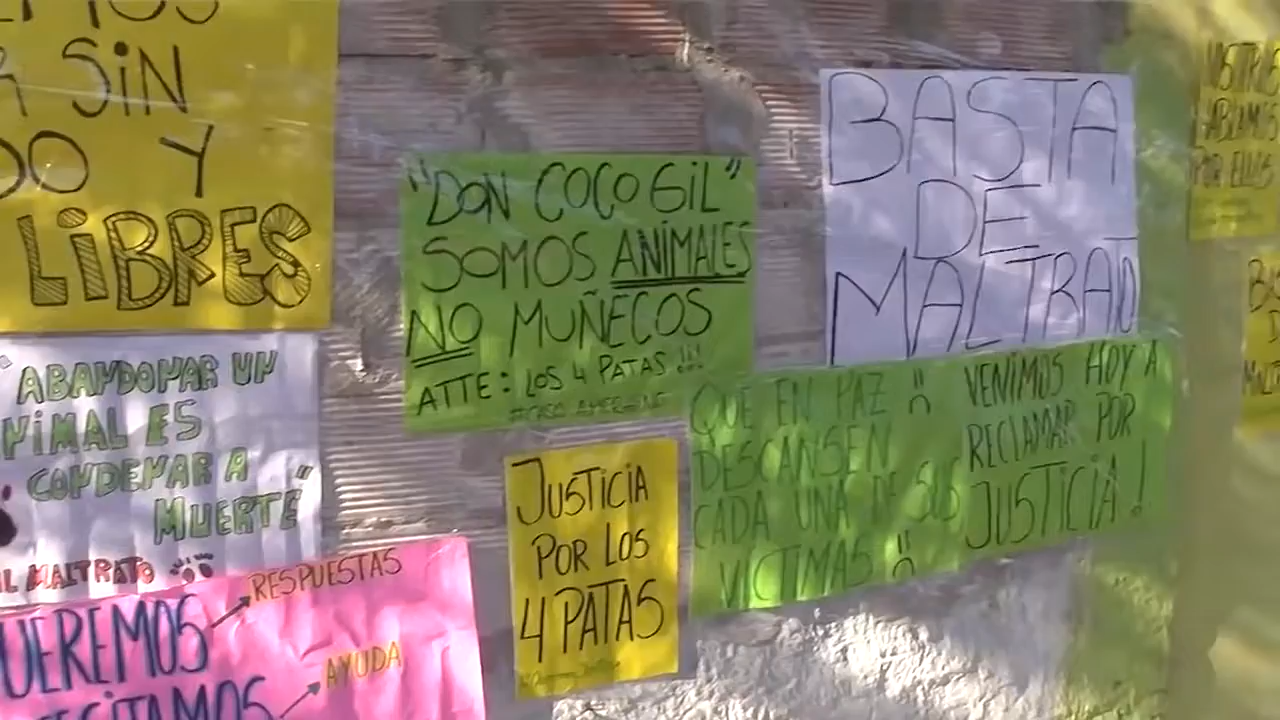 SiN
Y
LiBRES
"DON COCO GiL"
SOMOS ANiMALES
NO MUÑECOS
ATTE: LOS 4 PATAS !!!
BASTA
DE
MALTRATO
POR ELLOS
"ABANDONAR UN
ES
CONDENAR A
MUERTE"
MALTRATO
RESPUESTAS
AYUDA
JUSTiCiA
POR LOS
4 PATAS
QUE EN PAZ :(
DESCANSEN
CADA UNA DE SUS
VICTIMAS :(
VENiMOS HOY A
RECLAMAR POR
JUSTiCiA!